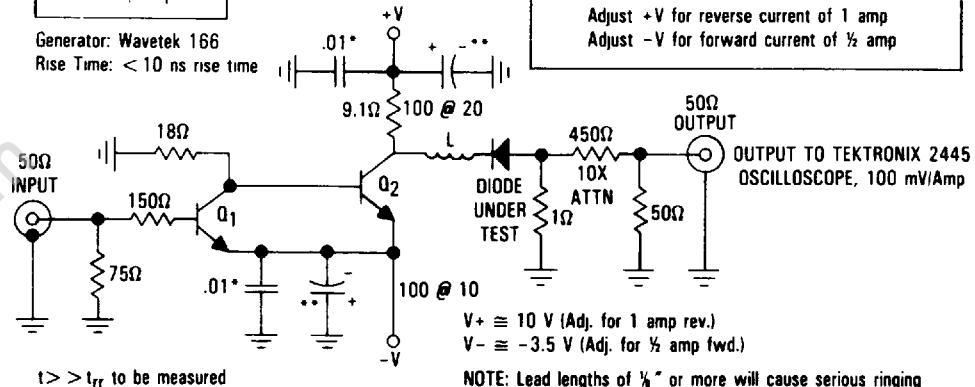 Adjust +V for reverse current of 1 amp
Adjust -V for forward current of ½ amp
Generator: Wavetek 166
Rise Time: < 10 ns rise time
+V
.01*
+
- **
9.1Ω
100 @ 20
18Ω
50Ω
INPUT
150Ω
Q1
Q2
L
DIODE
UNDER
TEST
450Ω
10X
ATTN
1Ω
50Ω
50Ω
OUTPUT
OUTPUT TO TEKTRONIX 2445
OSCILLOSCOPE, 100 mV/Amp
75Ω
.01*
-
**
+
100 @ 10
-V
V+ ≅ 10 V (Adj. for 1 amp rev.)
V- ≅ -3.5 V (Adj. for ½ amp fwd.)
t> > trr to be measured
NOTE: Lead lengths of ⅛" or more will cause serious ringing